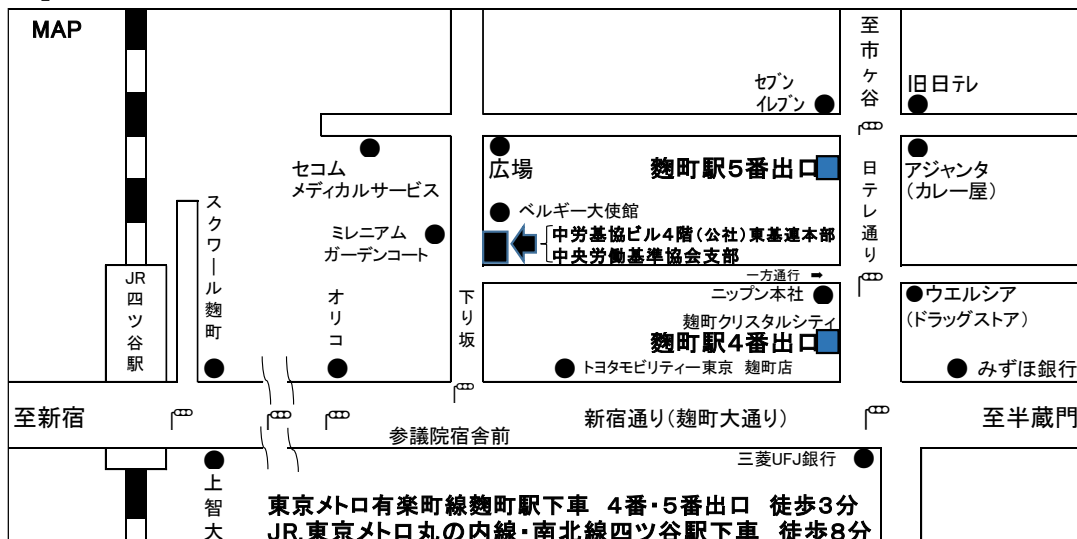 MAP
至市ヶ谷
セブン
イレブン
旧日テレ
セコム
メディカルサービス
広場
麹町駅5番出口
日テレ通り
アジャンタ
(カレー屋)
スクワール麹町
ベルギー大使館
ミレニアム
ガーデンコート
中労基協ビル4階(公社)東基連本部
中央労働基準協会支部
一方通行 ➡
JR四ツ谷駅
オリコ
下り坂
ニップン本社
ウエルシア
(ドラッグストア)
麹町クリスタルシティ
麹町駅4番出口
トヨタモビリティー東京 麹町店
みずほ銀行
至新宿
新宿通り(麹町大通り)
至半蔵門
参議院宿舎前
三菱UFJ銀行
上智大
東京メトロ有楽町線麹町駅下車 4番・5番出口 徒歩3分
JR.東京メトロ丸の内線・南北線四ツ谷駅下車 徒歩8分